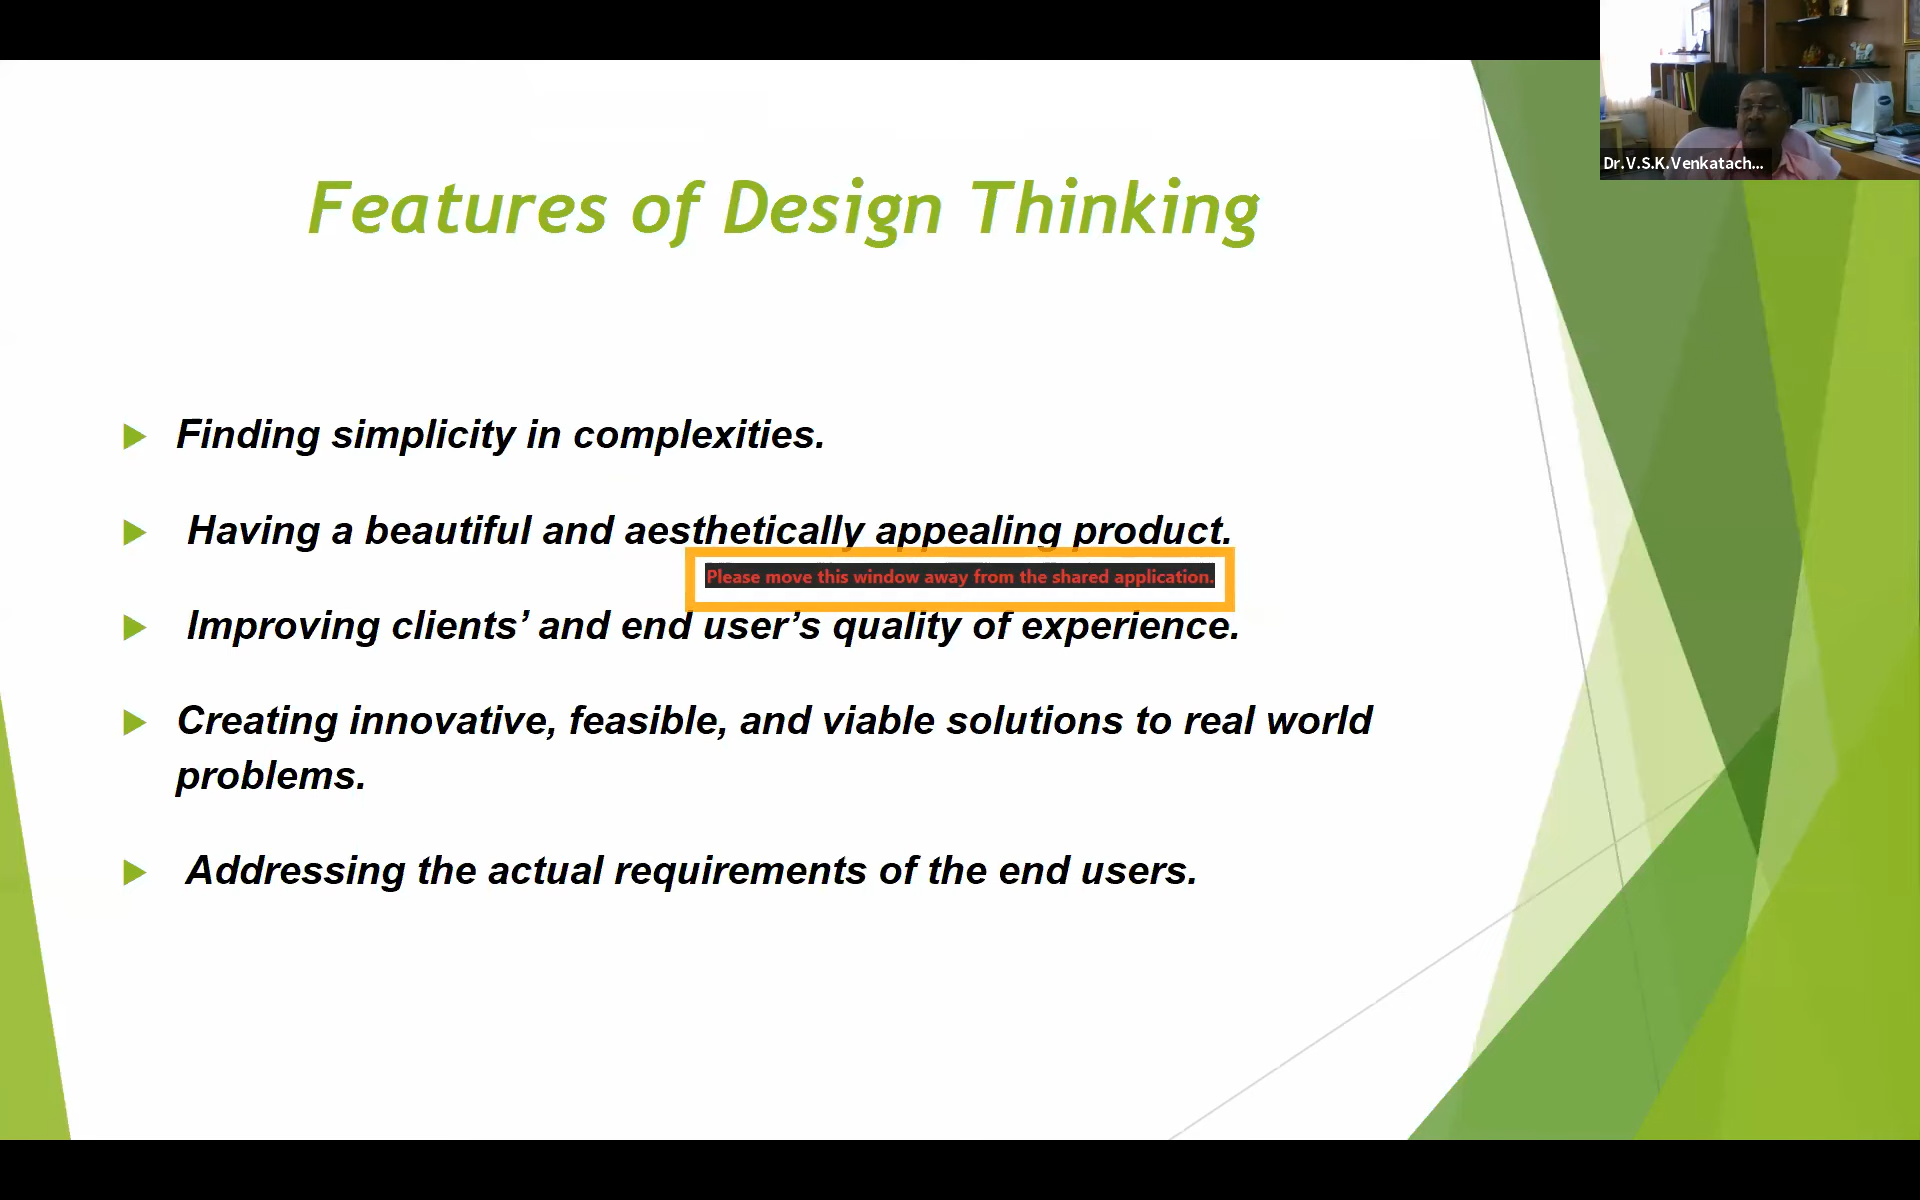 Dr.V.S.K.Venkatach...
Features of Design Thinking
Finding simplicity in complexities.
Having a beautiful and aesthetically appealing product.
Please move this window away from the shared application.
Improving clients’ and end user’s quality of experience.
Creating innovative, feasible, and viable solutions to real world
problems.
Addressing the actual requirements of the end users.